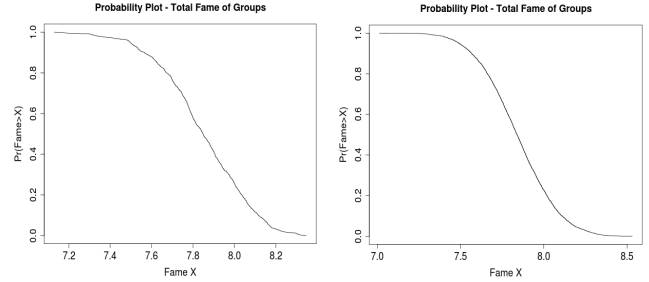 Probability Plot - Total Fame of Groups
Pr(Fame>X)
0.0 0.2 0.4 0.6 0.8 1.0
7.2 7.4 7.6 7.8 8.0 8.2
Fame X
Probability Plot - Total Fame of Groups
Pr(Fame>X)
0.0 0.2 0.4 0.6 0.8 1.0
7.0 7.5 8.0 8.5
Fame X